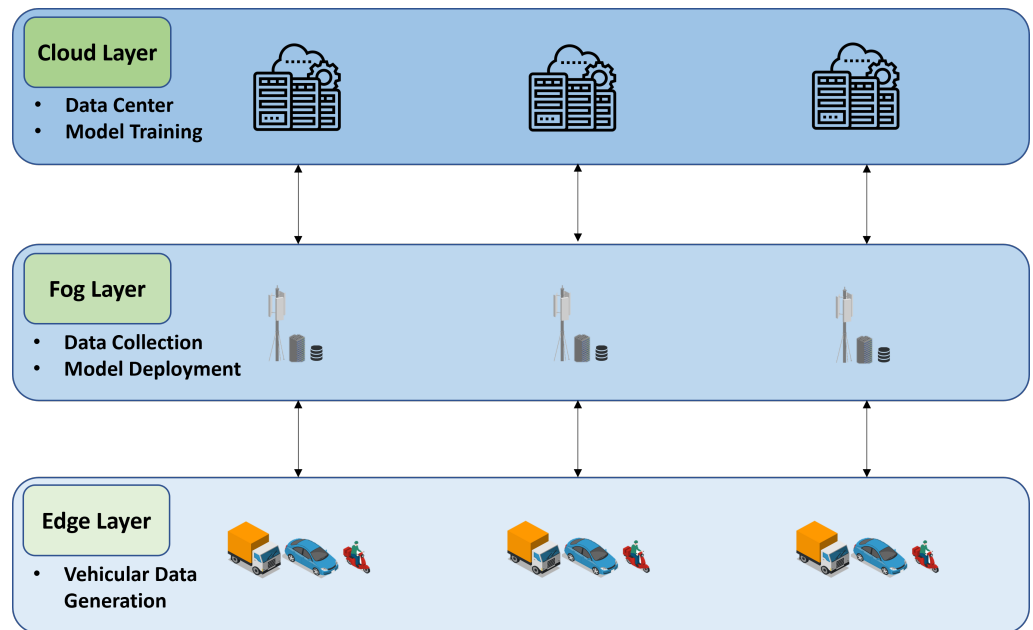 Cloud Layer
• Data Center
• Model Training
Fog Layer
• Data Collection
• Model Deployment
Edge Layer
• Vehicular Data
Generation